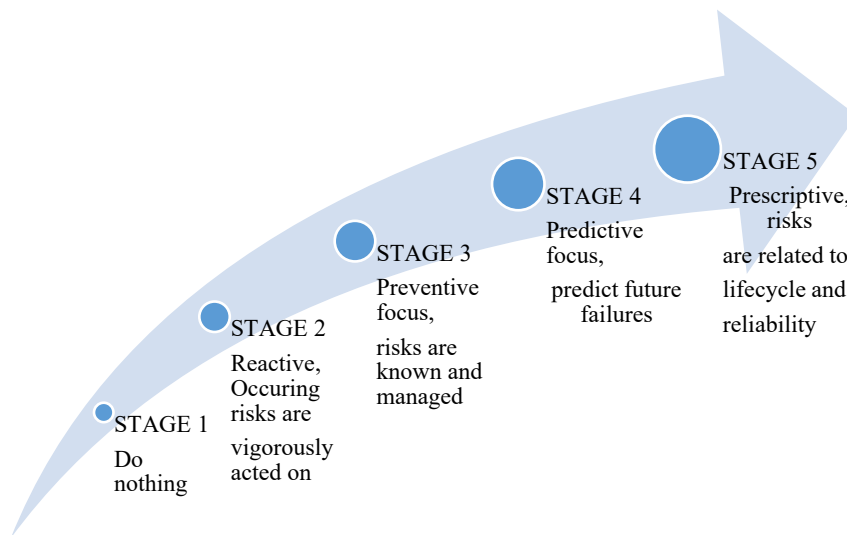 STAGE 1
Do
nothing
STAGE 2
Reactive,
Occuring
risks are
vigorously
acted on
STAGE 3
Preventive
focus,
risks are
known and
managed
STAGE 4
Predictive
focus,
predict future
failures
STAGE 5
Prescriptive,
risks
are related to
lifecycle and
reliability